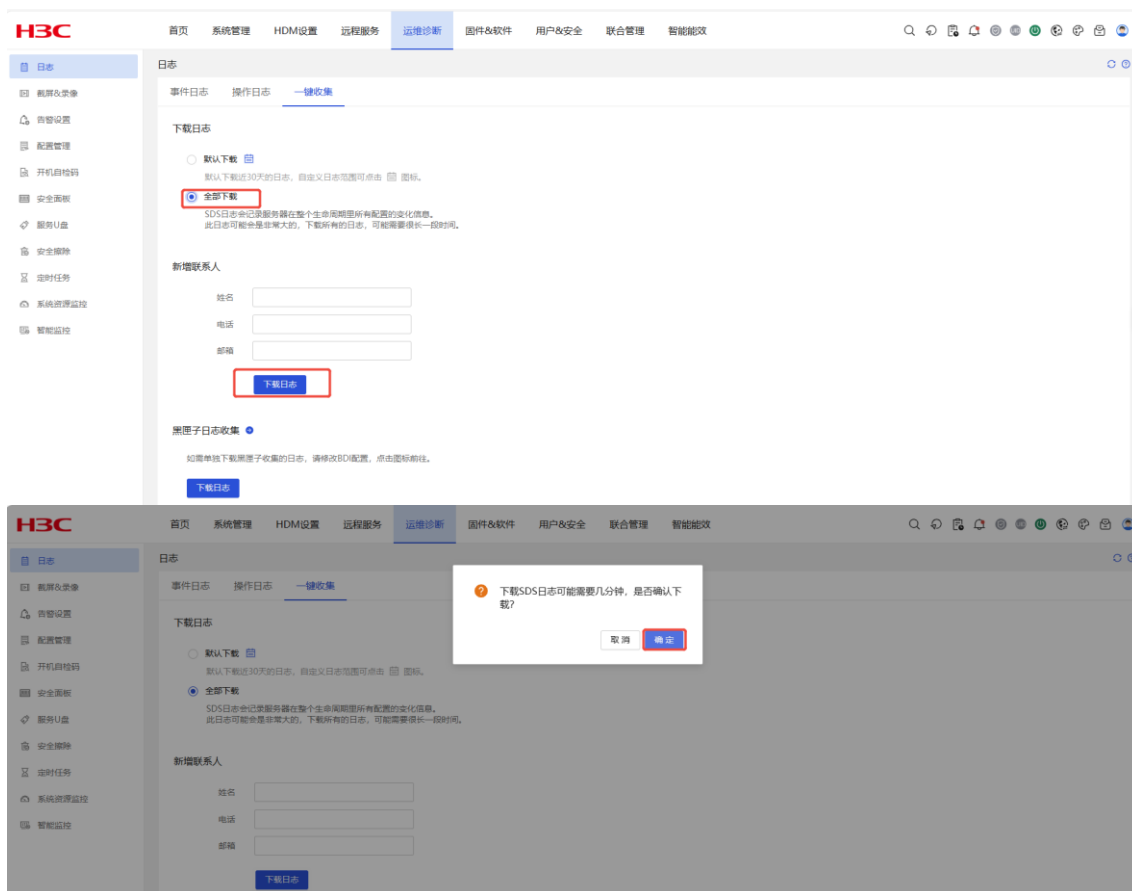 H3C
首页 系统管理 HDM设置 远程服务 运维诊断 固件&软件 用户&安全 联合管理 智能能效
日志
截屏&录像
告警设置
配置管理
开机自检码
安全面板
服务U盘
安全擦除
定时任务
系统资源监控
智能监控
日志
事件日志 操作日志 一键收集
下载日志
默认下载
默认下载近30天的日志，自定义日志范围可点击 图标。
全部下载
SDS日志会记录服务器在整个生命周期里所有配置的变化信息。
此日志可能会是非常大的，下载所有的日志，可能需要很长一段时间。
新增联系人
姓名
电话
邮箱
下载日志
黑匣子日志收集
如需单独下载黑匣子收集的日志，请修改BDI配置，点击图标前往。
下载日志
H3C
首页 系统管理 HDM设置 远程服务 运维诊断 固件&软件 用户&安全 联合管理 智能能效
日志
截屏&录像
告警设置
配置管理
开机自检码
安全面板
服务U盘
安全擦除
定时任务
系统资源监控
智能监控
日志
事件日志 操作日志 一键收集
下载SDS日志可能需要几分钟，是否确认下
载?
取消 确定
下载日志
默认下载
默认下载近30天的日志，自定义日志范围可点击 图标。
全部下载
SDS日志会记录服务器在整个生命周期里所有配置的变化信息。
此日志可能会是非常大的，下载所有的日志，可能需要很长一段时间。
新增联系人
姓名
电话
邮箱
下载日志